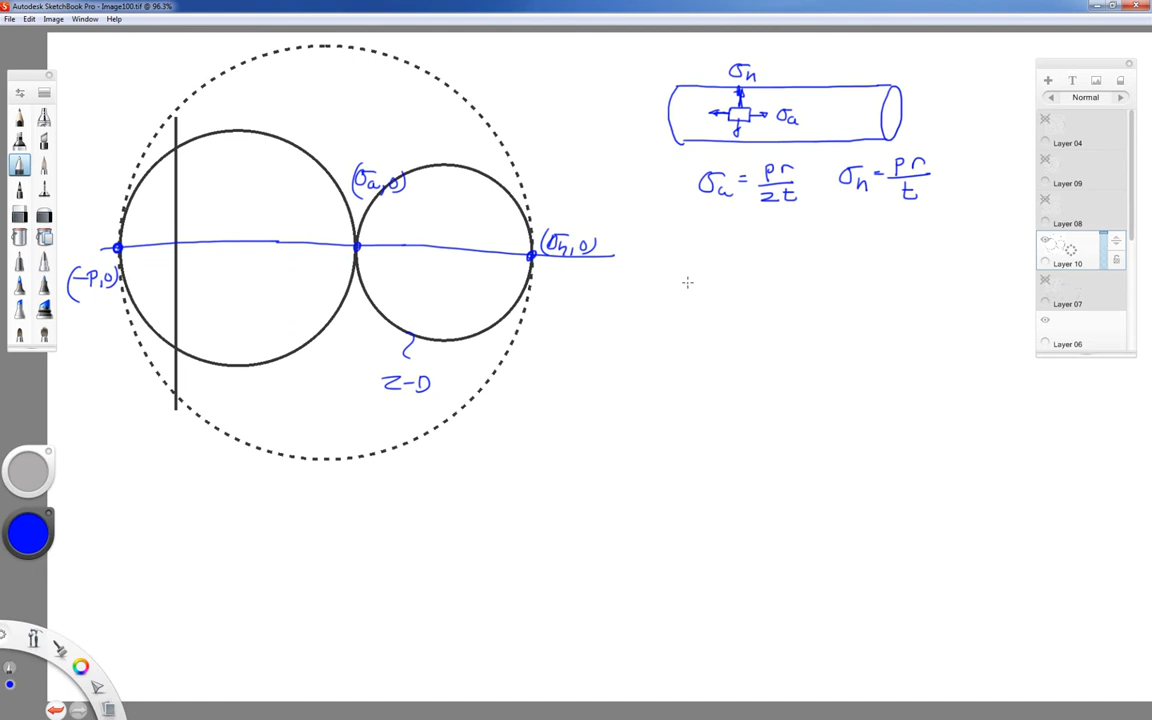 Autodesk SketchBook Pro - Image100.tif @ 96.3%
File Edit Image Window Help
σh
σa
σa = pr/2t σh = pr/t
(σa,0)
(σh,0)
(-P,0)
2-D
T
Normal
Layer 04
Layer 09
Layer 08
Layer 10
Layer 07
Layer 06